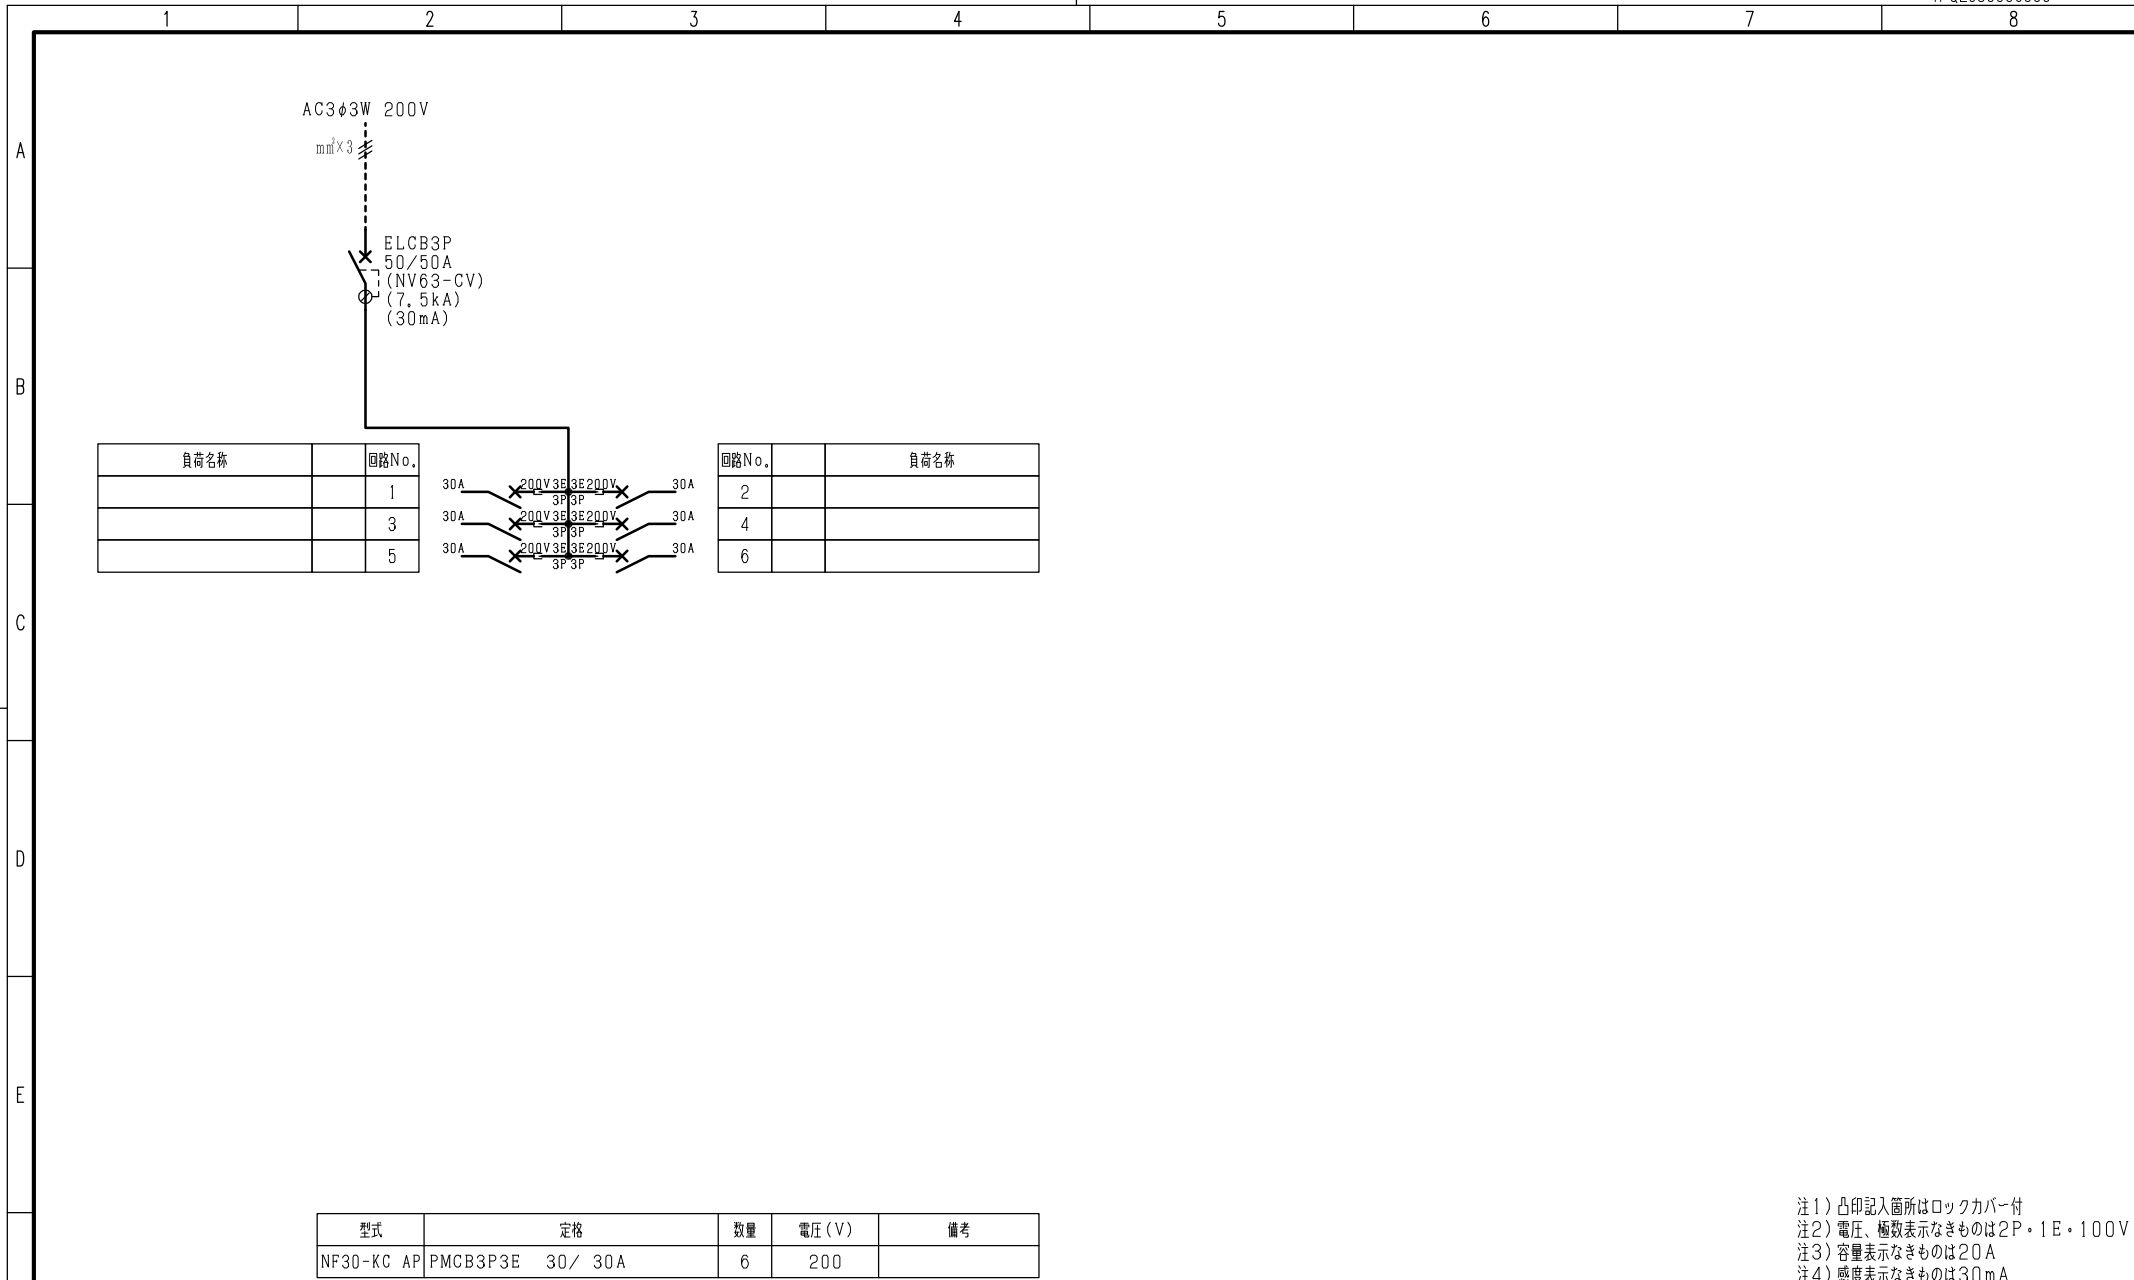 1 2 3 4 5 6 7 8
AC3φ3W 200V
A
mm²×3
ELCB3P
50/50A
(NV63-CV)
(7.5kA)
(30mA)
B
負荷名称 回路No. 回路No. 負荷名称
1 30A 200V 3E 3E 200V 30A 2
3P 3P
3 30A 200V 3E 3E 200V 30A 4
3P 3P
5 30A 200V 3E 3E 200V 30A 6
3P 3P
C
D
E
型式 定格 数量 電圧(V) 備考
NF30-KC AP PMCB3P3E 30/ 30A 6 200
注1)凸印記入箇所はロックカバー付
注2)電圧、極数表示なきものは2P・1E・100V
注3)容量表示なきものは20A
注4)感度表示なきものは30mA